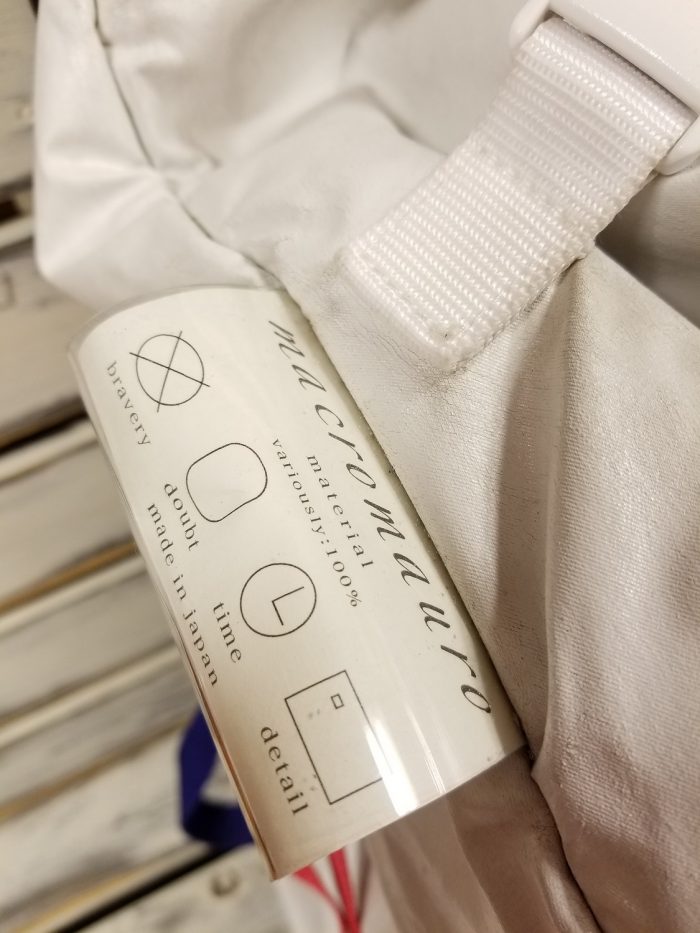 macromauro
material
variously:100%
bravery
doubt
time
detail
made in japan